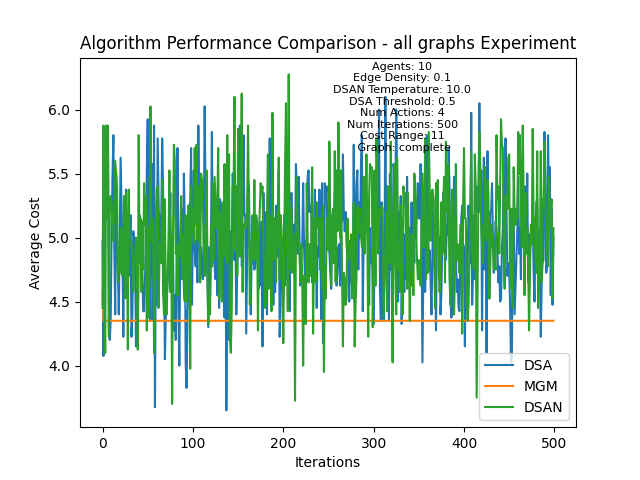 Algorithm Performance Comparison - all graphs Experiment
Agents: 10
Edge Density: 0.1
DSAN Temperature: 10.0
DSA Threshold: 0.5
Num Actions: 4
Num Iterations: 500
Cost Range: 11
Graph: complete
6.0
5.5
5.0
4.5
4.0
Average Cost
0
100
200
300
400
500
Iterations
DSA
MGM
DSAN